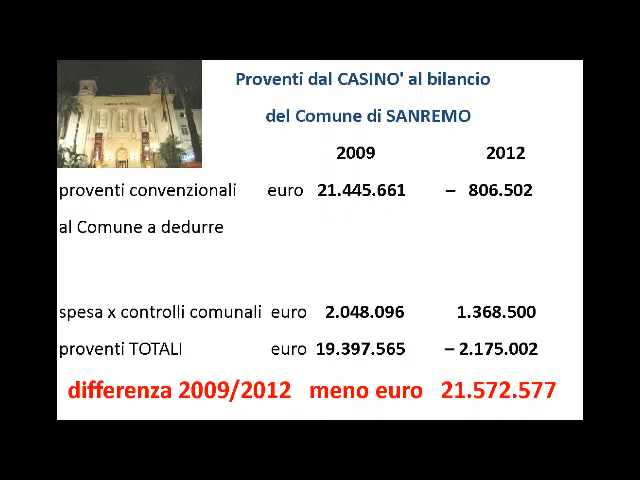 Proventi dal CASINO' al bilancio
del Comune di SANREMO
2009 2012
proventi convenzionali euro 21.445.661 – 806.502
al Comune a dedurre
spesa x controlli comunali euro 2.048.096 1.368.500
proventi TOTALI euro 19.397.565 – 2.175.002
differenza 2009/2012 meno euro 21.572.577